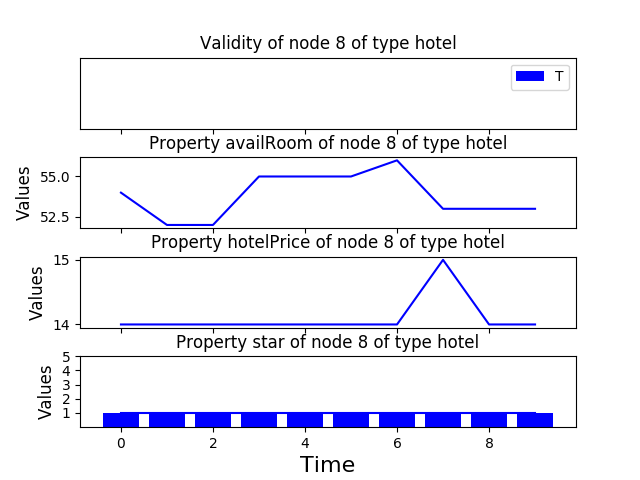 Validity of node 8 of type hotel
T
Property availRoom of node 8 of type hotel
Values
55.0
52.5
Property hotelPrice of node 8 of type hotel
Values
15
14
Property star of node 8 of type hotel
Values
5
4
3
2
1
0 2 4 6 8
Time